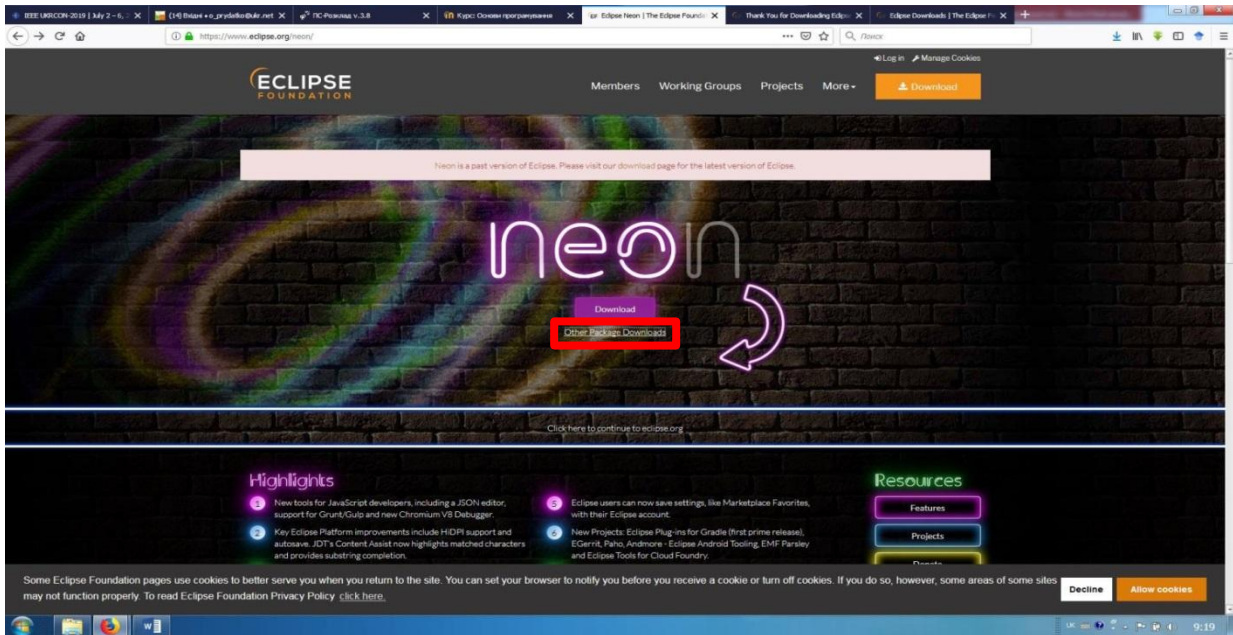 IEEE UKRCON-2019 | July 2 – 6, 2
(14) Вхідні • o_prydatko@ukr.net
ПС-Розклад v.3.8
Курс: Основи програмування
Eclipse Neon | The Eclipse Founda
Thank You for Downloading Eclip
Eclipse Downloads | The Eclipse F
https://www.eclipse.org/neon/
Поиск
Log in Manage Cookies
ECLIPSE
FOUNDATION
Members Working Groups Projects More
Download
Neon is a past version of Eclipse. Please visit our download page for the latest version of Eclipse.
neon
Download
Other Package Downloads
Click here to continue to eclipse.org
Highlights
1 New tools for JavaScript developers, including a JSON editor,
support for Grunt/Gulp and new Chromium V8 Debugger.
2 Key Eclipse Platform improvements include HiDPI support and
autosave. JDT's Content Assist now highlights matched characters
and provides substring completion.
5 Eclipse users can now save settings, like Marketplace Favorites,
with their Eclipse account.
6 New Projects: Eclipse Plug-ins for Gradle (first prime release),
EGerrit, Paho, Andmore - Eclipse Android Tooling, EMF Parsley
and Eclipse Tools for Cloud Foundry.
Resources
Features
Projects
Donate
Some Eclipse Foundation pages use cookies to better serve you when you return to the site. You can set your browser to notify you before you receive a cookie or turn off cookies. If you do so, however, some areas of some sites
may not function properly. To read Eclipse Foundation Privacy Policy click here.
Decline
Allow cookies
UK
9:19